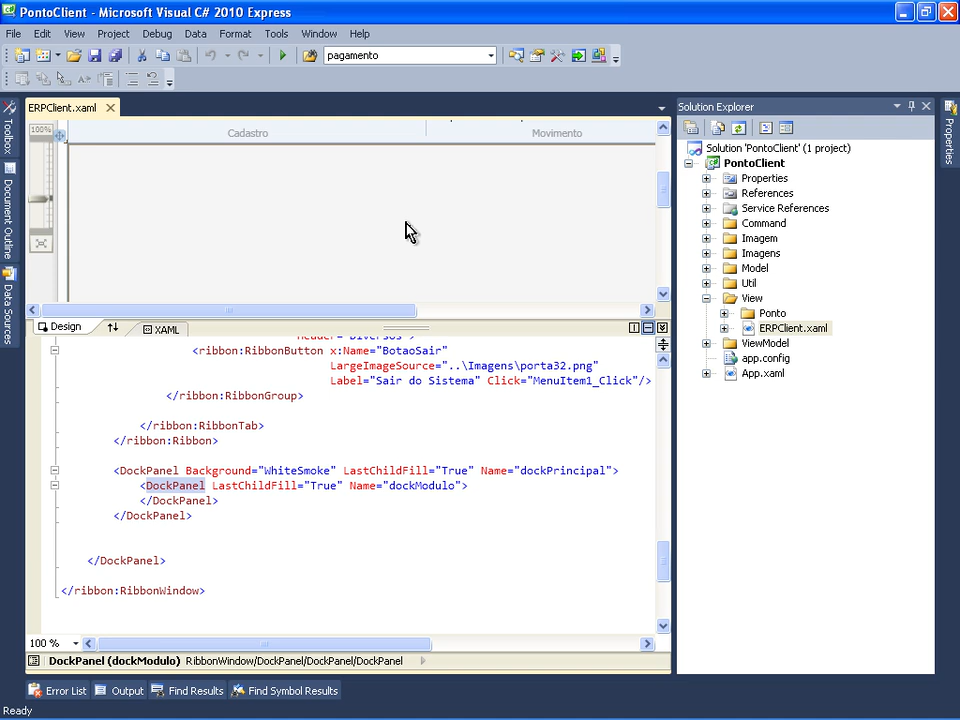 PontoClient - Microsoft Visual C# 2010 Express
File Edit View Project Debug Data Format Tools Window Help
pagamento
ERPClient.xaml
Toolbox
Document Outline
Data Sources
100%
Cadastro Movimento
Design XAML
Header="Diversos">
<ribbon:RibbonButton x:Name="BotaoSair"
LargeImageSource="..\Imagens\porta32.png"
Label="Sair do Sistema" Click="MenuItem1_Click"/>
</ribbon:RibbonGroup>
</ribbon:RibbonTab>
</ribbon:Ribbon>
<DockPanel Background="WhiteSmoke" LastChildFill="True" Name="dockPrincipal">
<DockPanel LastChildFill="True" Name="dockModulo">
</DockPanel>
</DockPanel>
</DockPanel>
</ribbon:RibbonWindow>
100 %
DockPanel (dockModulo) RibbonWindow/DockPanel/DockPanel/DockPanel
Solution Explorer
Solution 'PontoClient' (1 project)
PontoClient
Properties
References
Service References
Command
Imagem
Imagens
Model
Util
View
Ponto
ERPClient.xaml
ViewModel
app.config
App.xaml
Properties
Error List Output Find Results Find Symbol Results
Ready